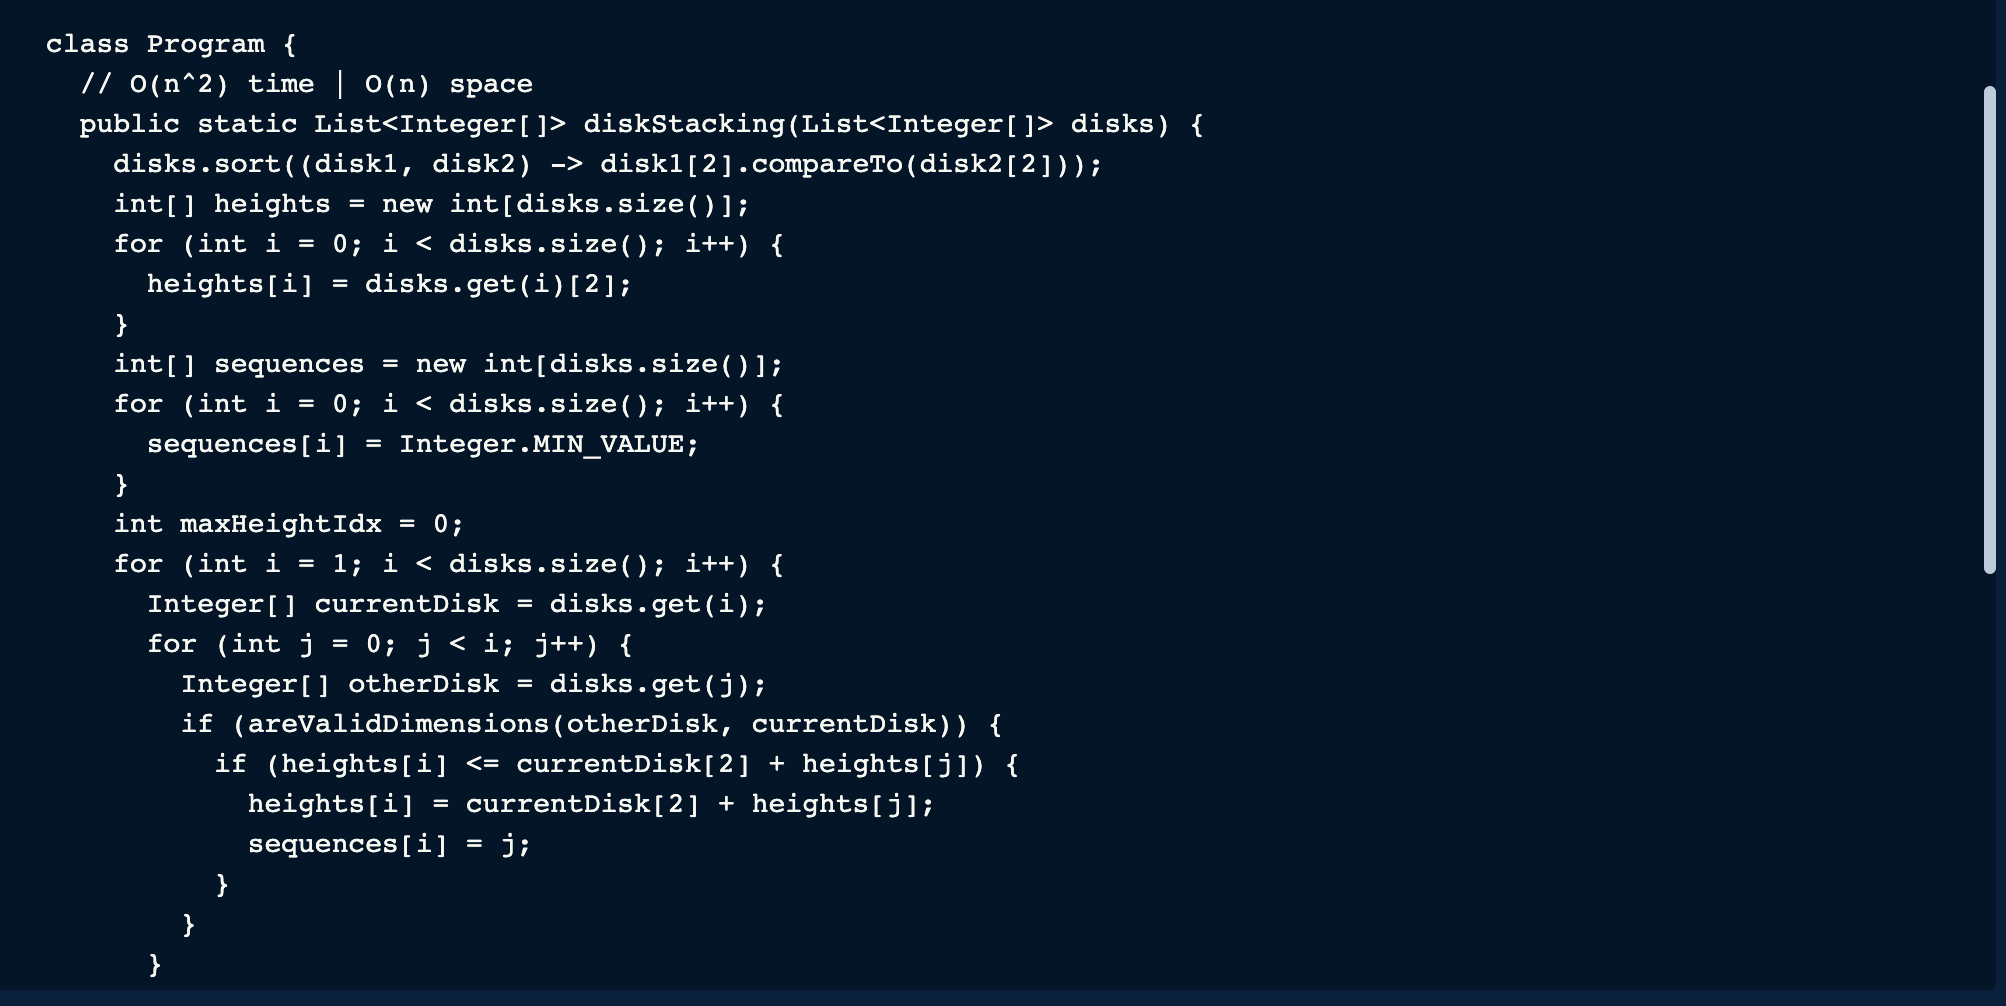 class Program {
  // O(n^2) time | O(n) space
  public static List<Integer[]> diskStacking(List<Integer[]> disks) {
    disks.sort((disk1, disk2) -> disk1[2].compareTo(disk2[2]));
    int[] heights = new int[disks.size()];
    for (int i = 0; i < disks.size(); i++) {
      heights[i] = disks.get(i)[2];
    }
    int[] sequences = new int[disks.size()];
    for (int i = 0; i < disks.size(); i++) {
      sequences[i] = Integer.MIN_VALUE;
    }
    int maxHeightIdx = 0;
    for (int i = 1; i < disks.size(); i++) {
      Integer[] currentDisk = disks.get(i);
      for (int j = 0; j < i; j++) {
        Integer[] otherDisk = disks.get(j);
        if (areValidDimensions(otherDisk, currentDisk)) {
          if (heights[i] <= currentDisk[2] + heights[j]) {
            heights[i] = currentDisk[2] + heights[j];
            sequences[i] = j;
          }
        }
      }